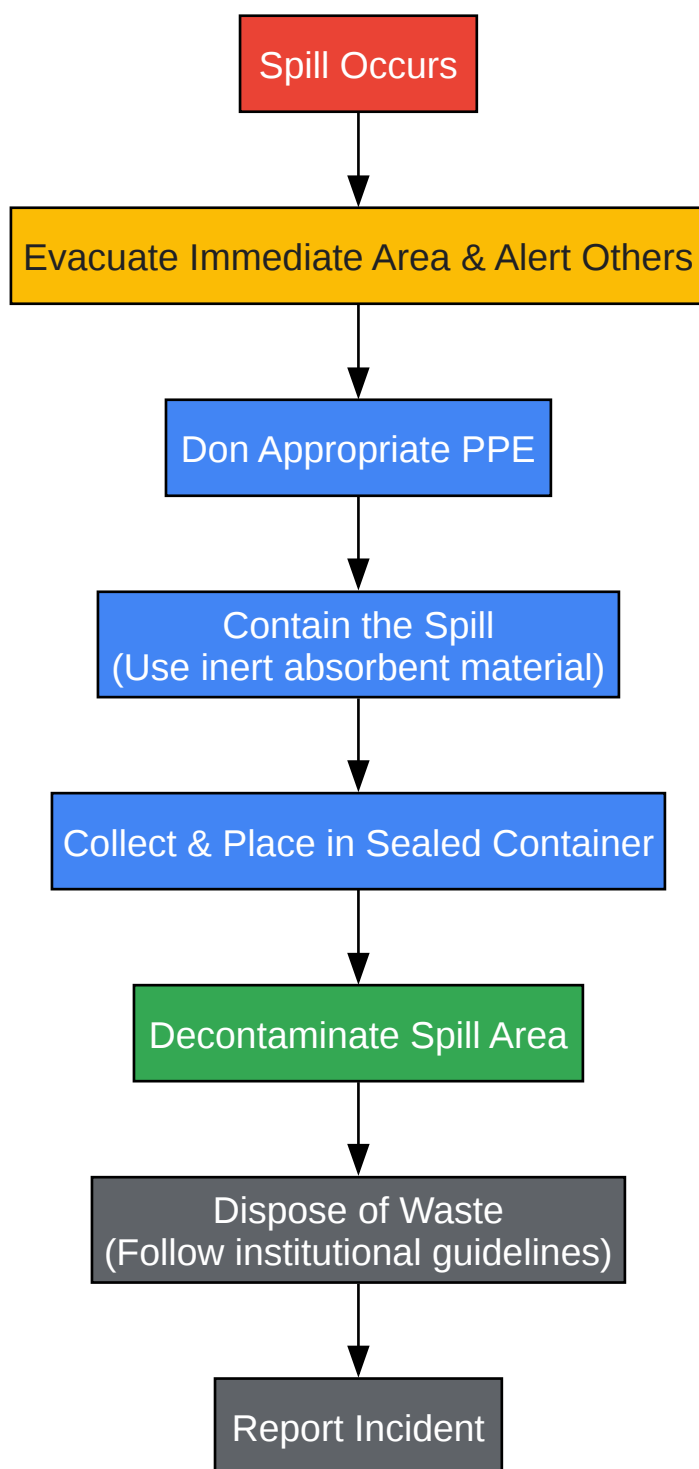 Spill Occurs
Evacuate Immediate Area & Alert Others
Don Appropriate PPE
Contain the Spill
(Use inert absorbent material)
Collect & Place in Sealed Container
Decontaminate Spill Area
Dispose of Waste
(Follow institutional guidelines)
Report Incident